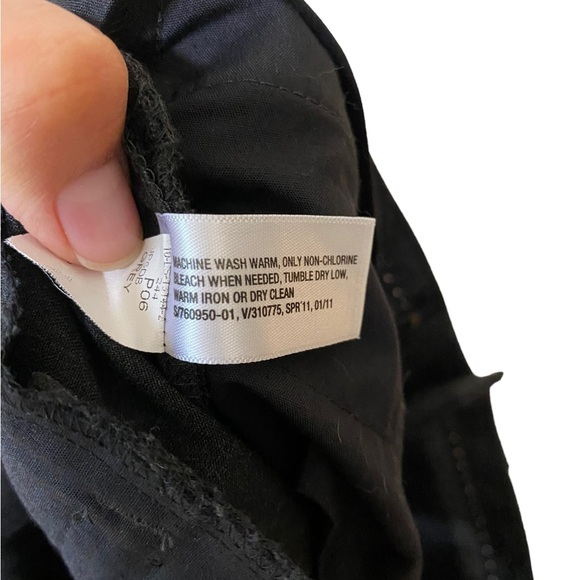 MACHINE WASH WARM, ONLY NON-CHLORINE
BLEACH WHEN NEEDED, TUMBLE DRY LOW,
WARM IRON OR DRY CLEAN
S/760950-01, V/310775, SPR'11, 01/11
P06